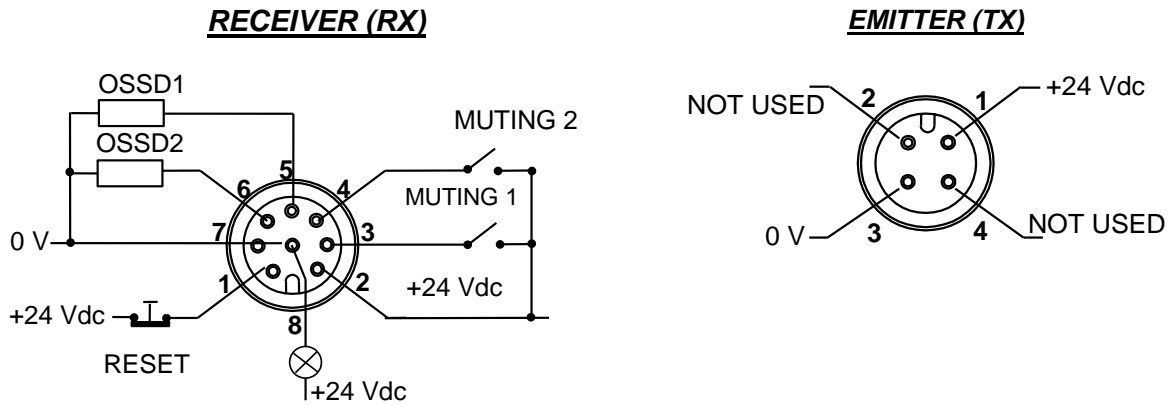 RECEIVER (RX)
OSSD1
OSSD2
MUTING 2
MUTING 1
5
6
4
7
3
0 V
1
2
+24 Vdc
+24 Vdc
8
RESET
+24 Vdc
EMITTER (TX)
NOT USED
2
1
+24 Vdc
0 V
3
4
NOT USED